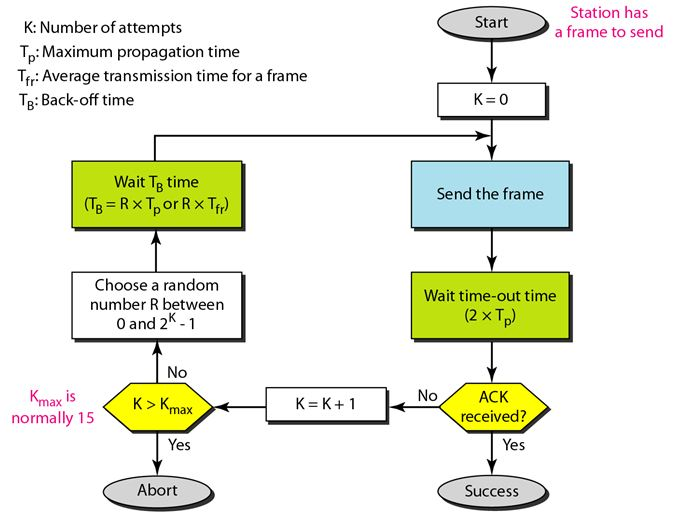 K: Number of attempts
Tp: Maximum propagation time
Tfr: Average transmission time for a frame
TB: Back-off time
Start
Station has
a frame to send
K = 0
Wait TB time
(TB = R × Tp or R × Tfr)
Send the frame
Choose a random
number R between
0 and 2^K - 1
Wait time-out time
(2 × Tp)
No
Kmax is
normally 15
K > Kmax
K = K + 1
No
ACK
received?
Yes
Yes
Abort
Success